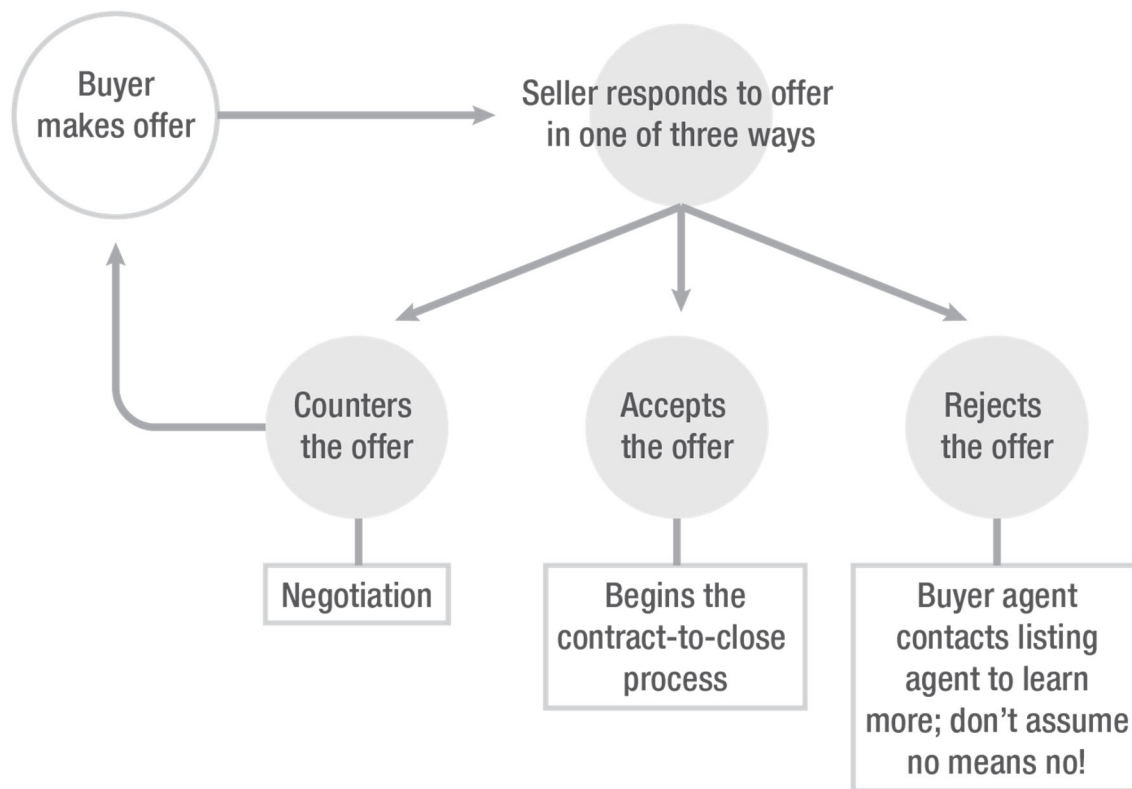 Buyer
makes offer
Seller responds to offer
in one of three ways
Counters
the offer
Accepts
the offer
Rejects
the offer
Negotiation
Begins the
contract-to-close
process
Buyer agent
contacts listing
agent to learn
more; don’t assume
no means no!